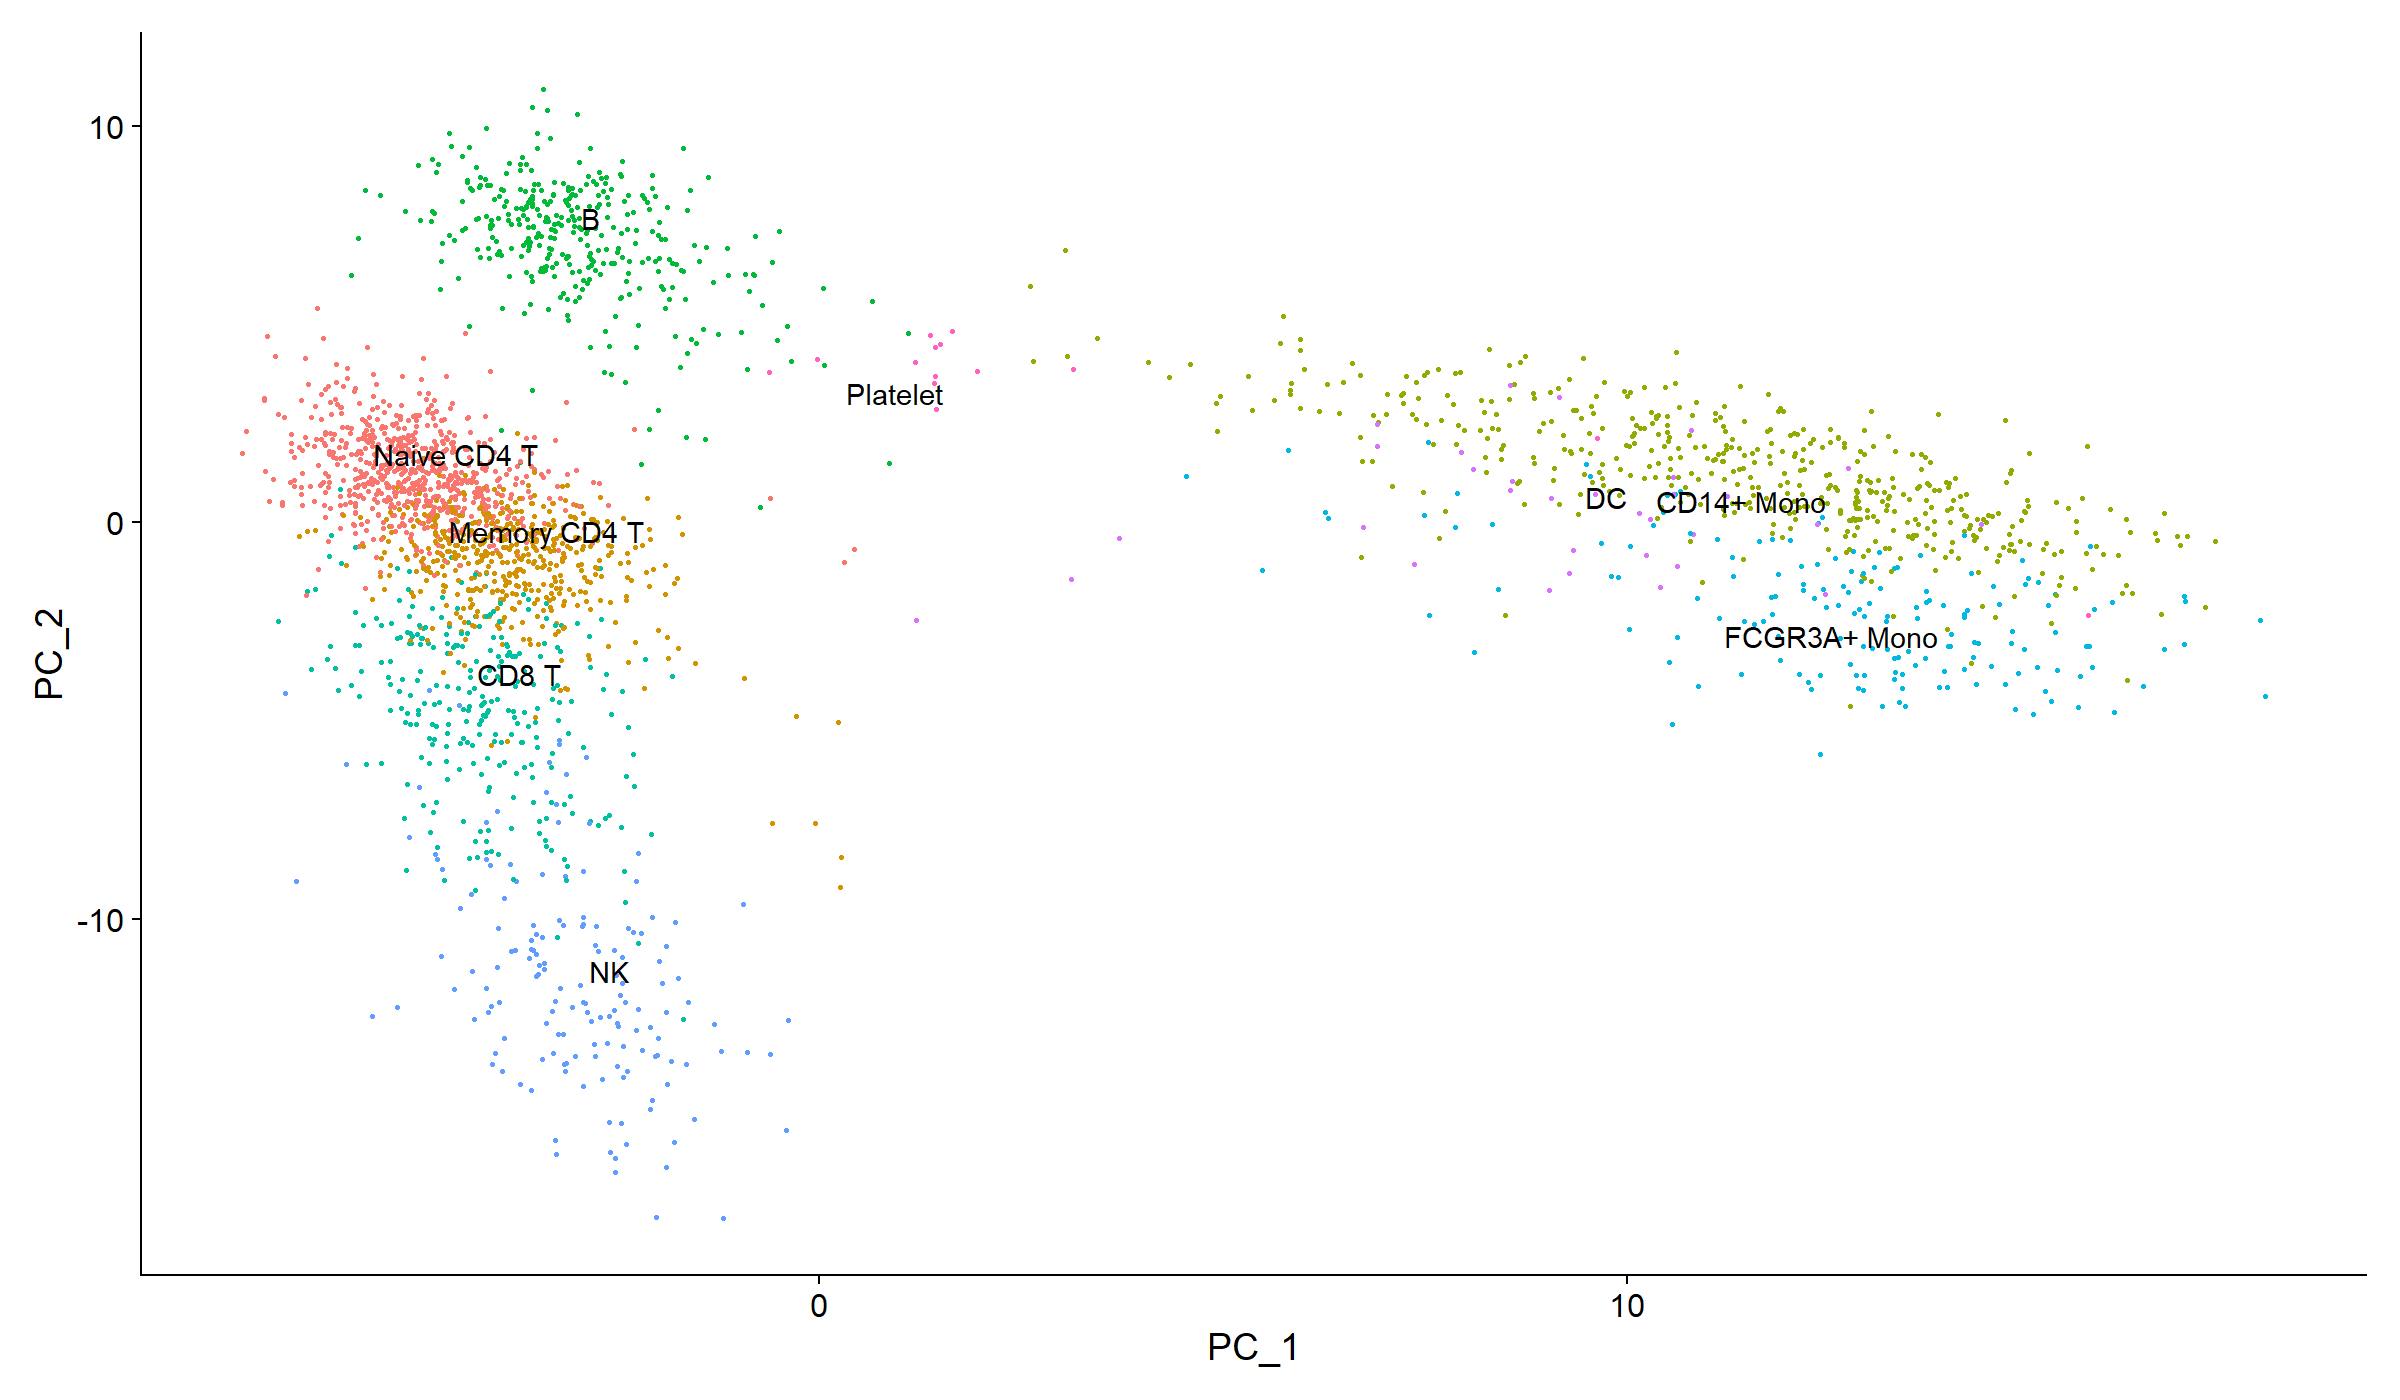 10
0
-10
PC_2
B
Platelet
Naive CD4 T
DC
CD14+ Mono
Memory CD4 T
FCGR3A+ Mono
CD8 T
NK
0
10
PC_1